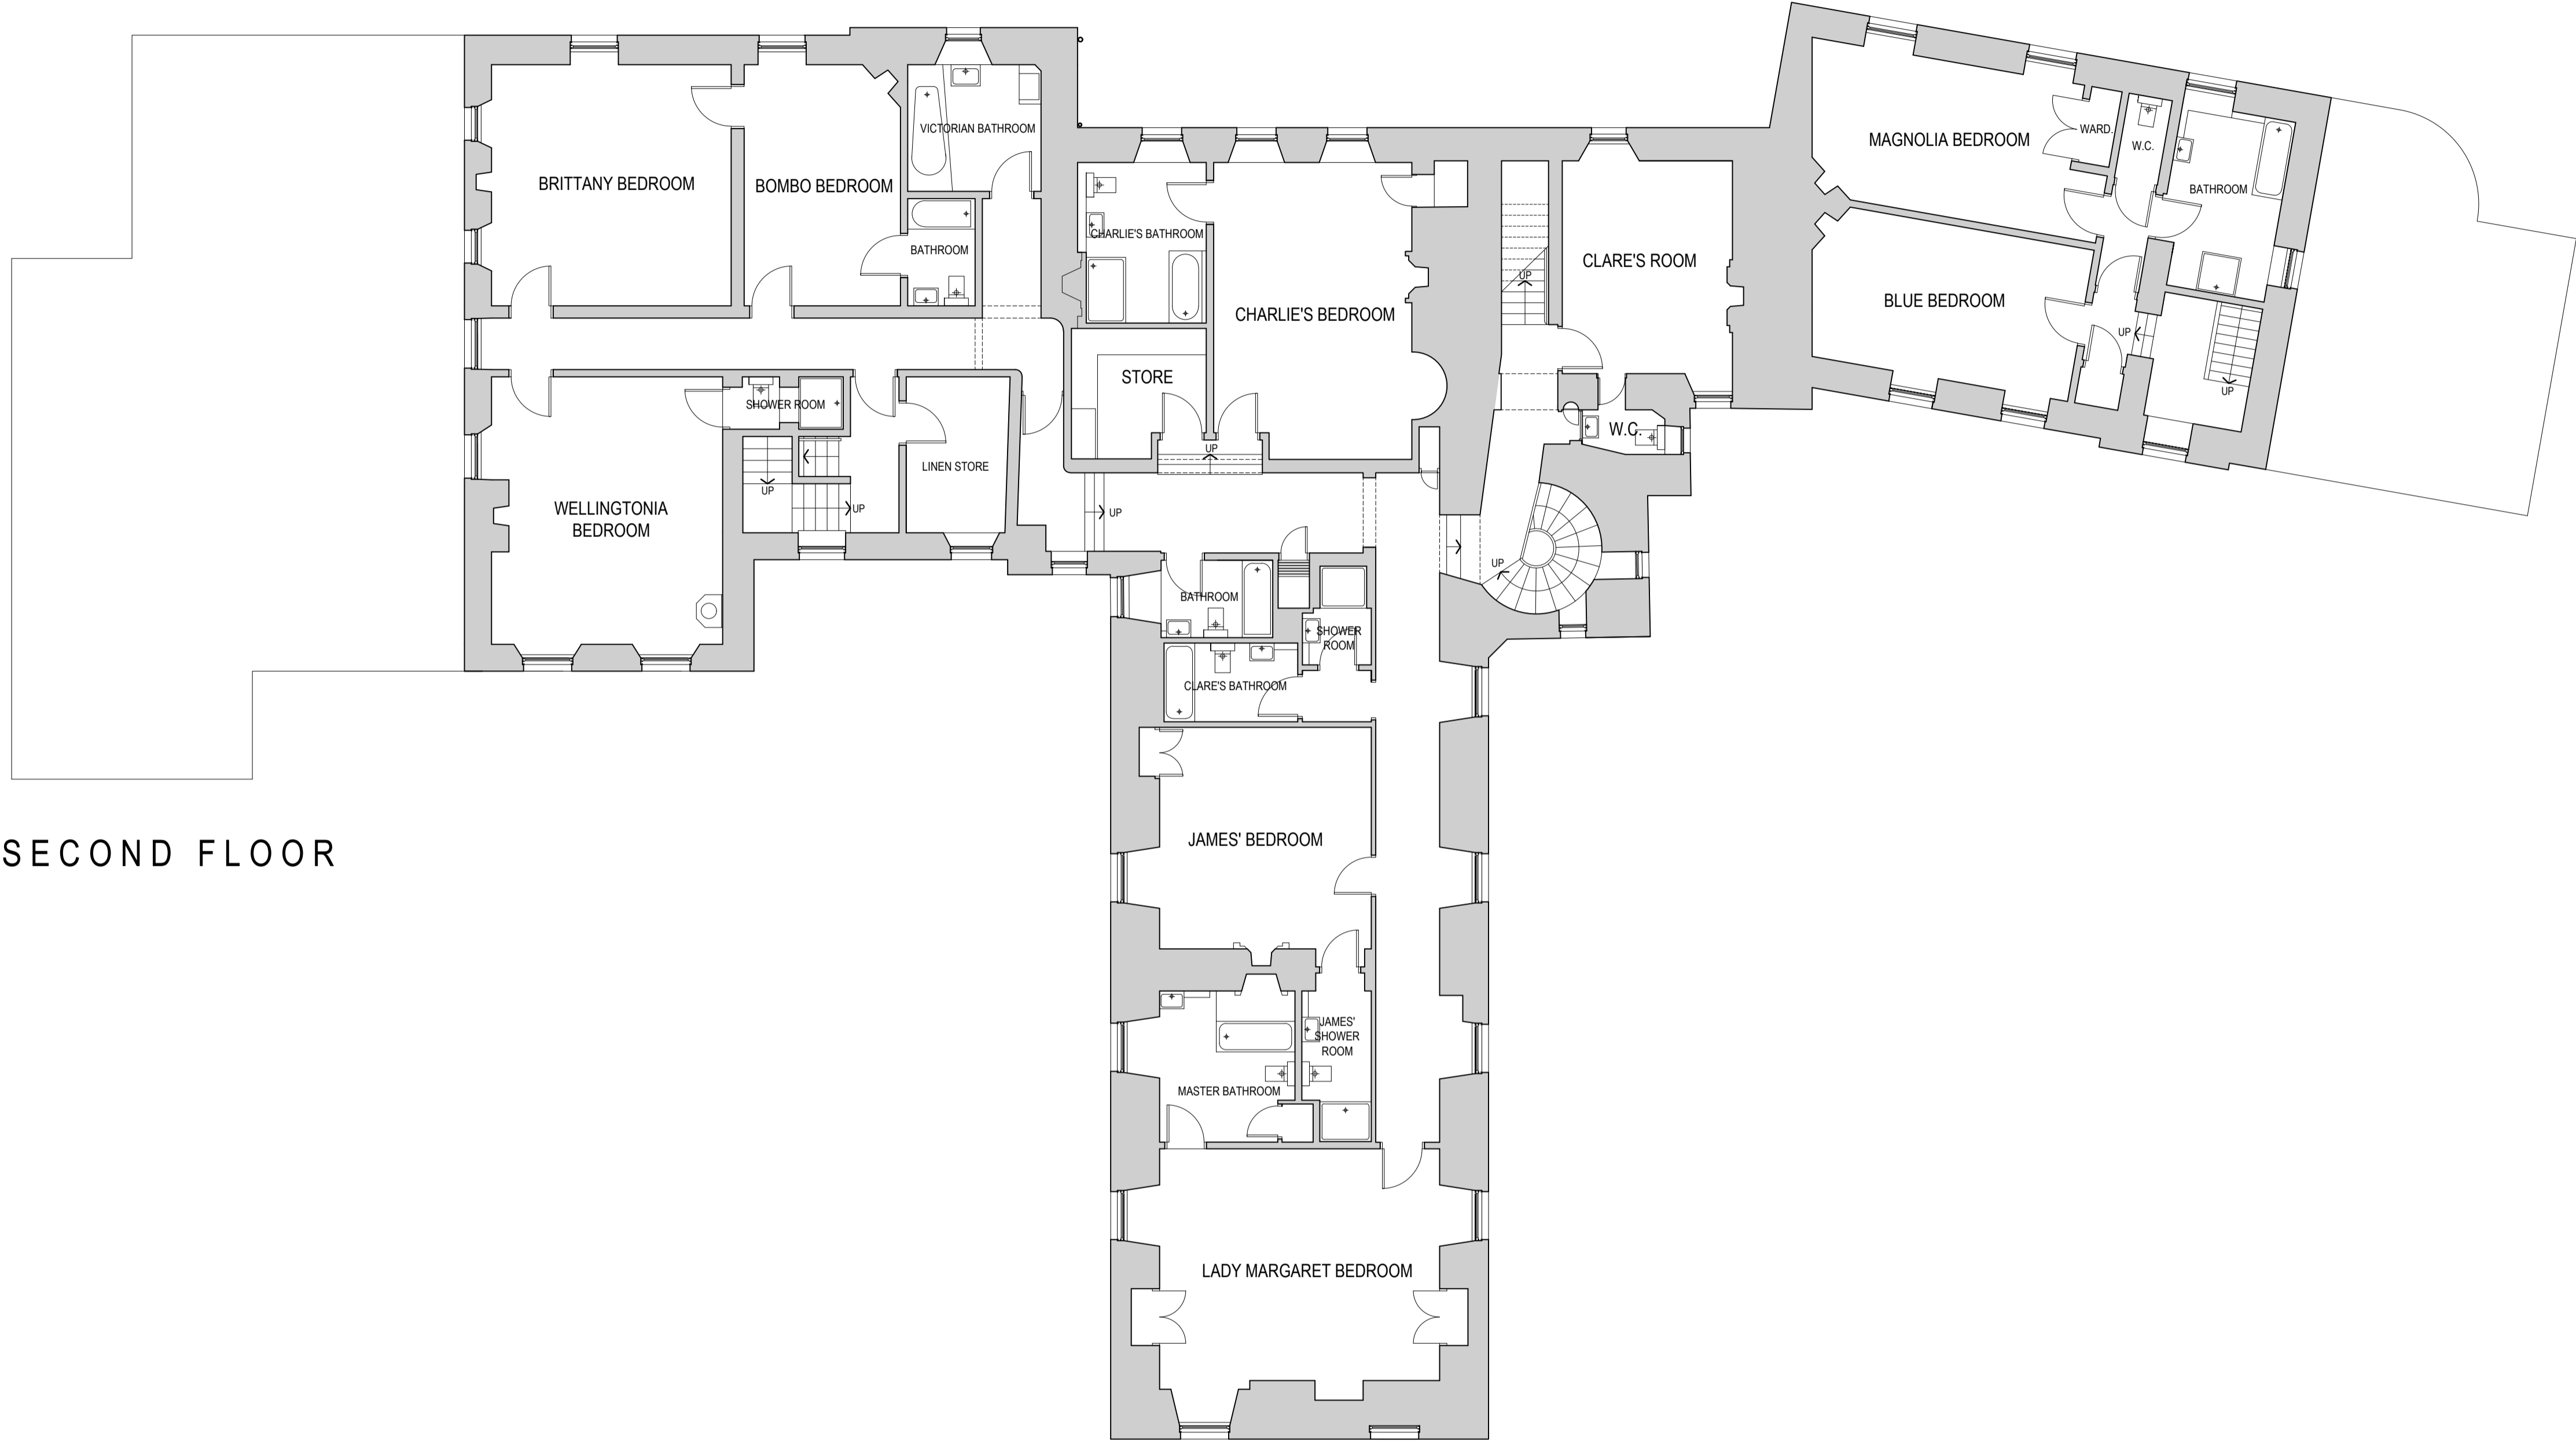 BRITTANY BEDROOM
BOMBO BEDROOM
VICTORIAN BATHROOM
BATHROOM
CHARLIE'S BATHROOM
CHARLIE'S BEDROOM
STORE
UP
UP
CLARE'S ROOM
W.C.
MAGNOLIA BEDROOM
WARD.
W.C.
BATHROOM
BLUE BEDROOM
UP
UP
WELLINGTONIA
BEDROOM
SHOWER ROOM
UP
UP
LINEN STORE
UP
UP
BATHROOM
SHOWER
ROOM
CLARE'S BATHROOM
JAMES' BEDROOM
SECOND FLOOR
JAMES'
SHOWER
ROOM
MASTER BATHROOM
LADY MARGARET BEDROOM